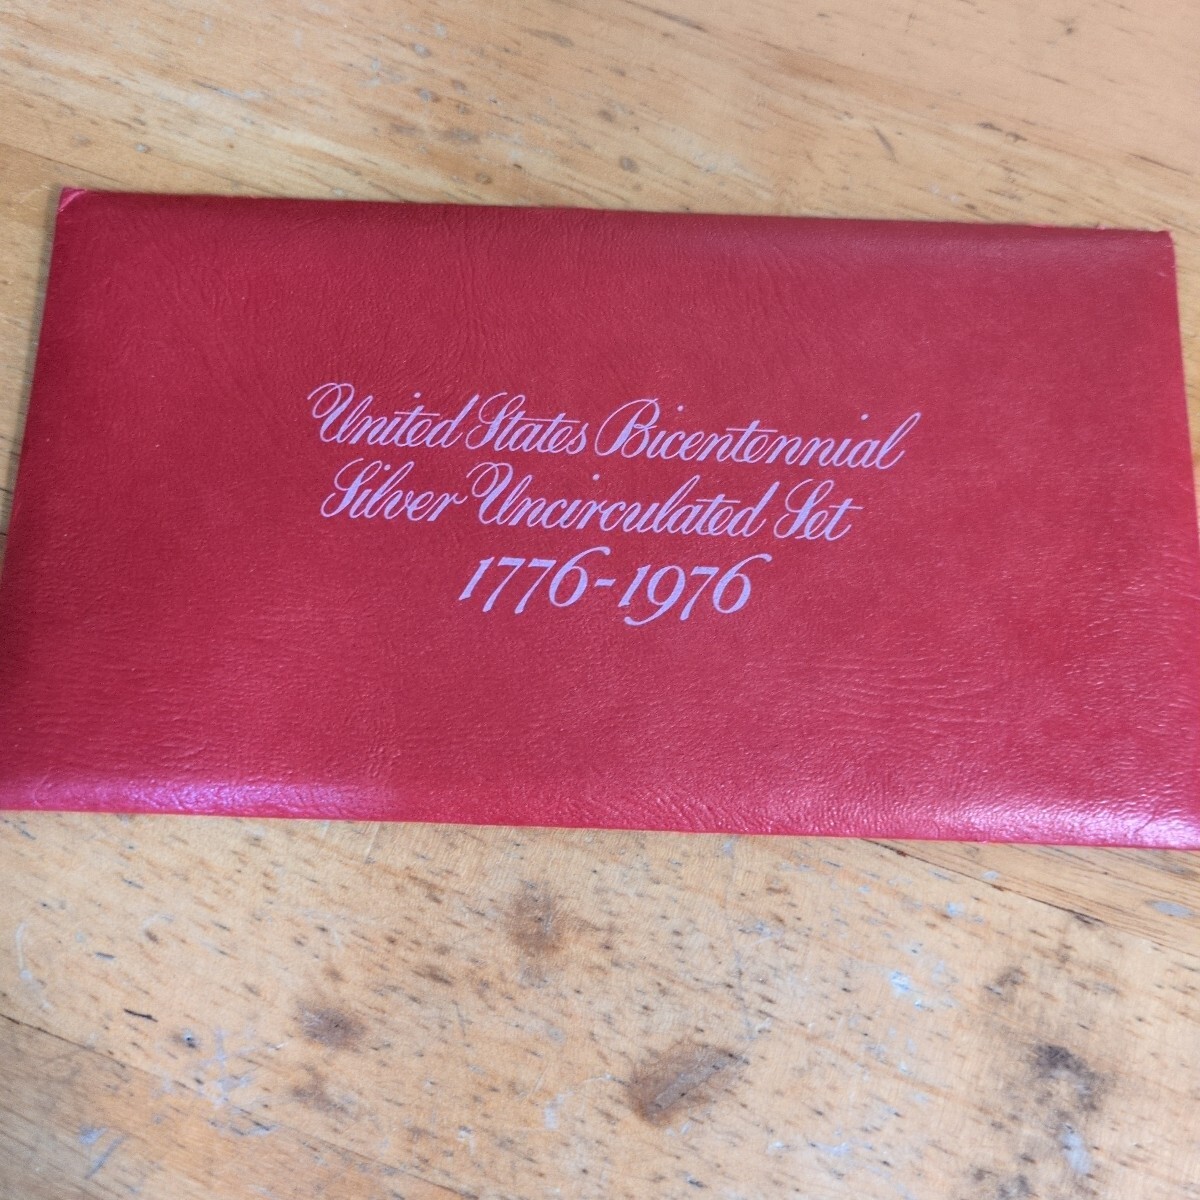 United States Bicentennial
Silver Uncirculated Set
1776-1976